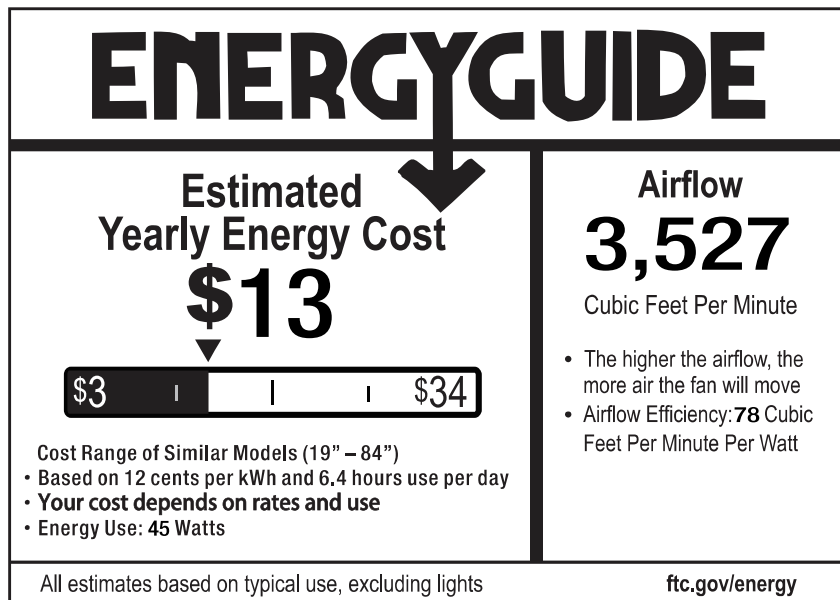 ENERGYGUIDE
Estimated
Yearly Energy Cost
$13
$3
$34
Cost Range of Similar Models (19” – 84”)
• Based on 12 cents per kWh and 6.4 hours use per day
• Your cost depends on rates and use
• Energy Use: 45 Watts
Airflow
3,527
Cubic Feet Per Minute
• The higher the airflow, the
more air the fan will move
• Airflow Efficiency: 78 Cubic
Feet Per Minute Per Watt
All estimates based on typical use, excluding lights
ftc.gov/energy